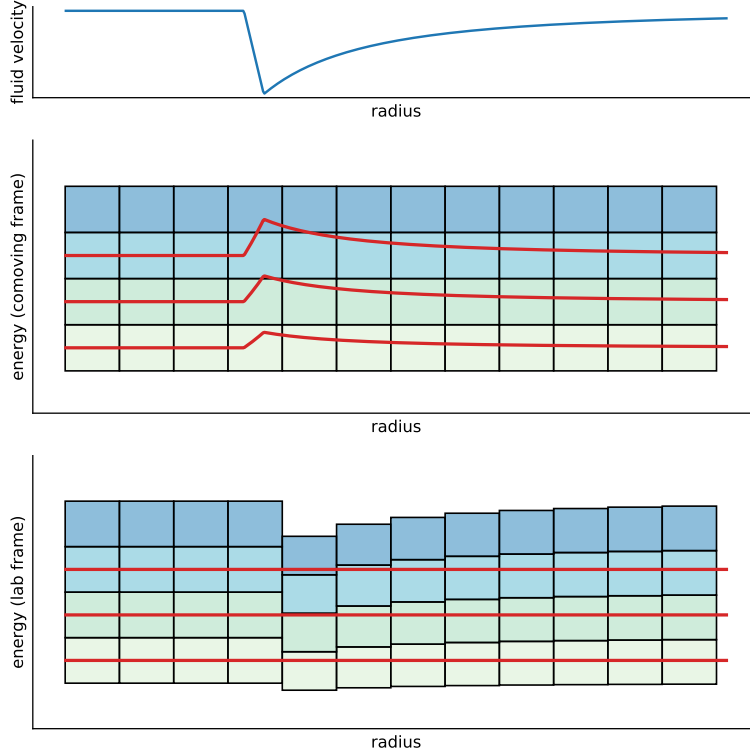 fluid velocity
radius
energy (comoving frame)
radius
energy (lab frame)
radius